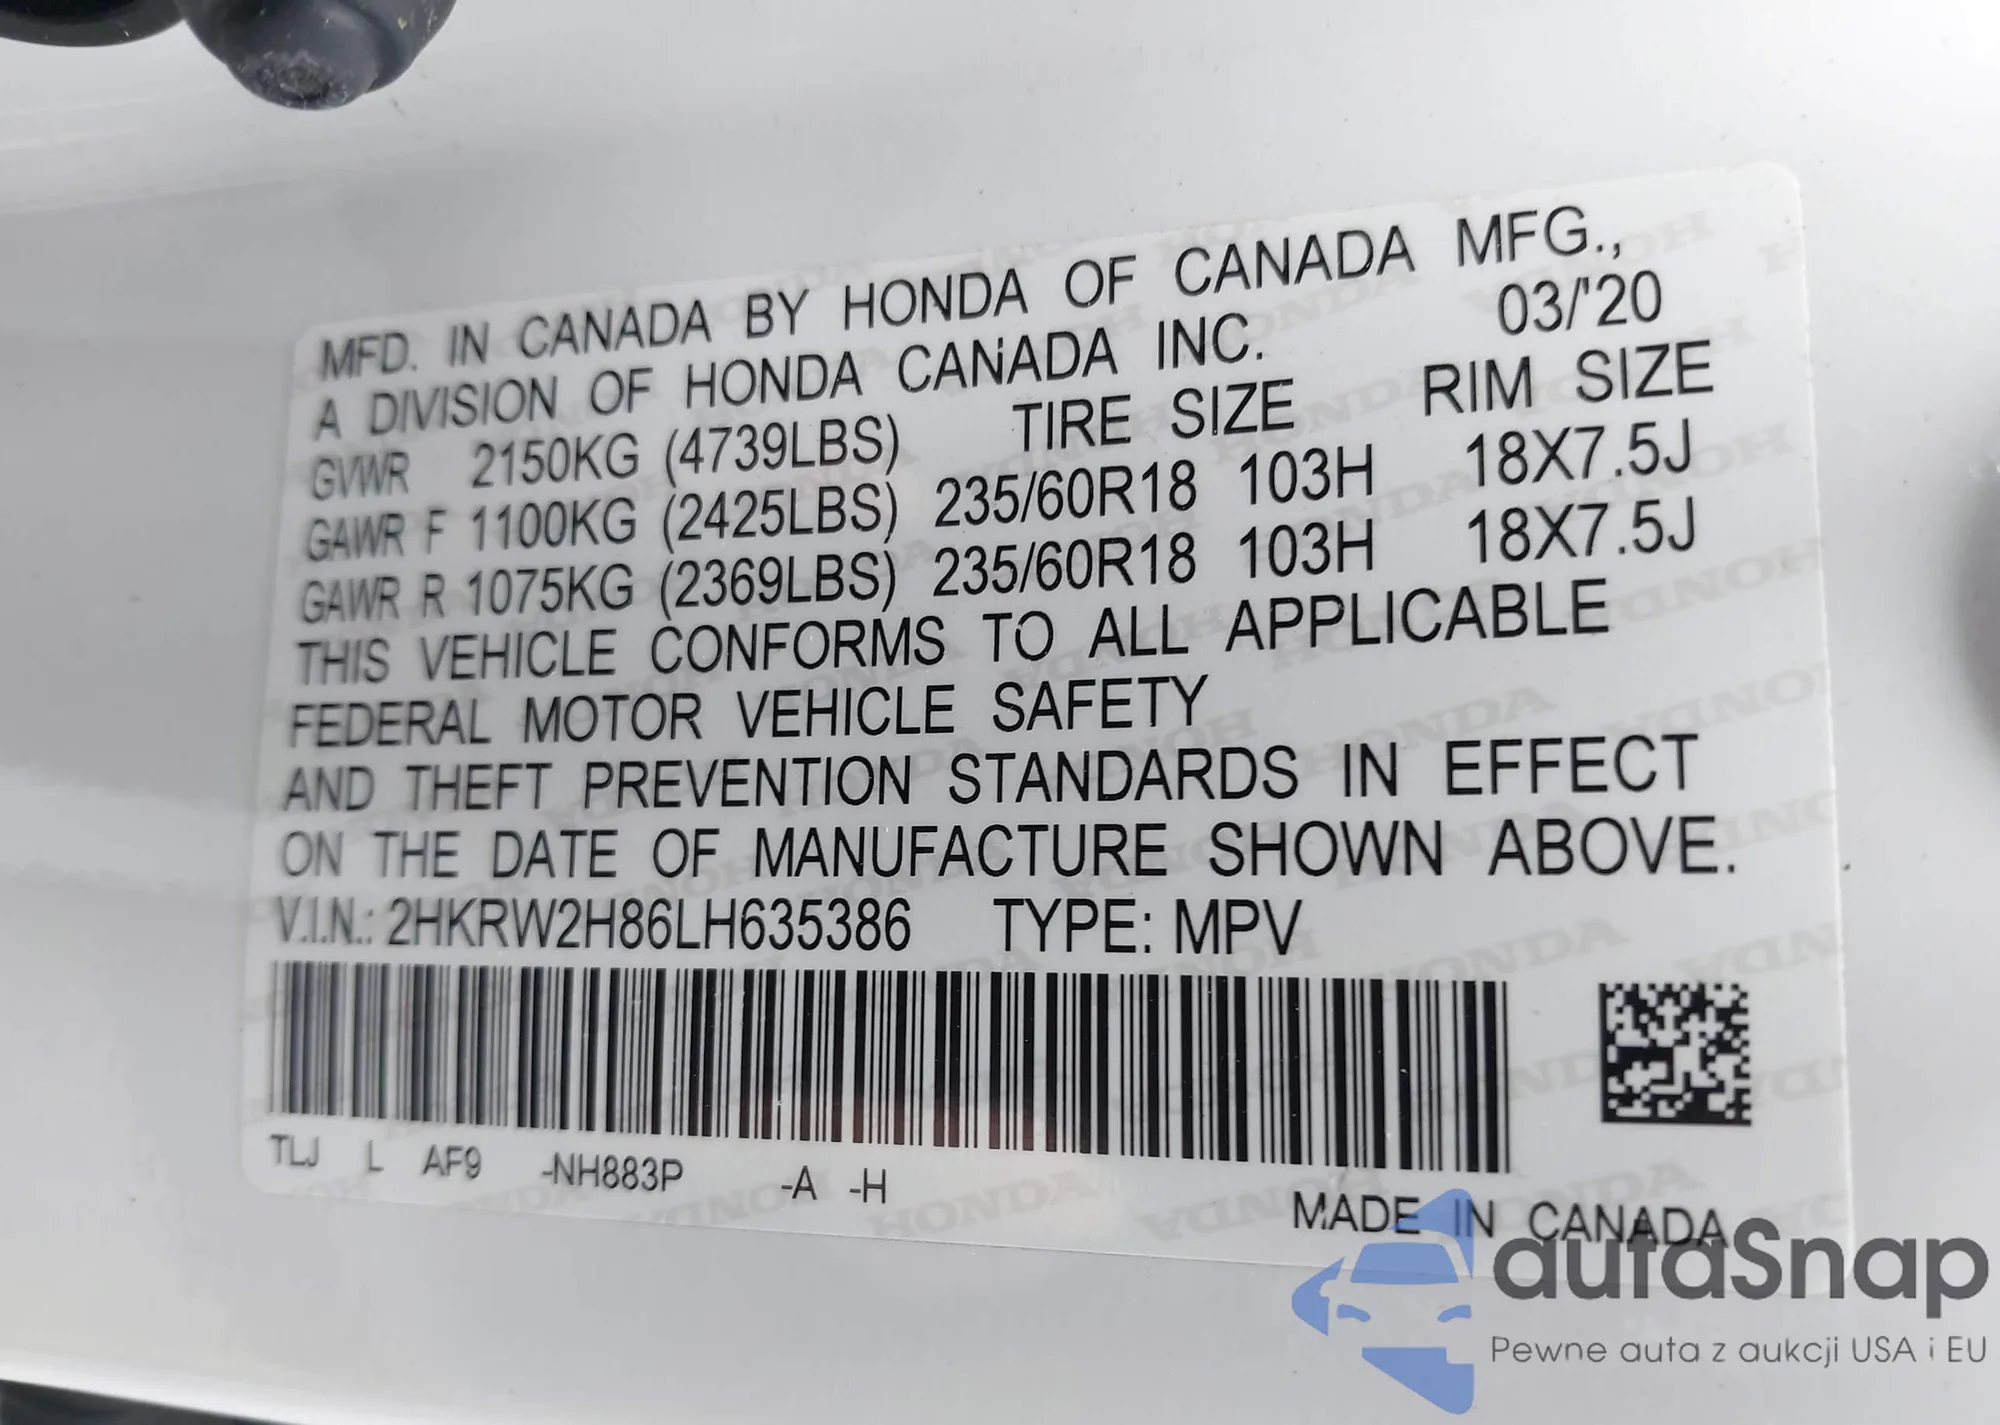 MFD. IN CANADA BY HONDA OF CANADA MFG.,
A DIVISION OF HONDA CANADA INC. 03/'20
GVWR 2150KG (4739LBS) TIRE SIZE RIM SIZE
GAWR F 1100KG (2425LBS) 235/60R18 103H 18X7.5J
GAWR R 1075KG (2369LBS) 235/60R18 103H 18X7.5J
THIS VEHICLE CONFORMS TO ALL APPLICABLE
FEDERAL MOTOR VEHICLE SAFETY
AND THEFT PREVENTION STANDARDS IN EFFECT
ON THE DATE OF MANUFACTURE SHOWN ABOVE.
V.I.N.: 2HKRW2H86LH635386 TYPE: MPV
TLJ L AF9 -NH883P -A -H
MADE IN CANADA
autaSnap
Pewne auta z aukcji USA i EU